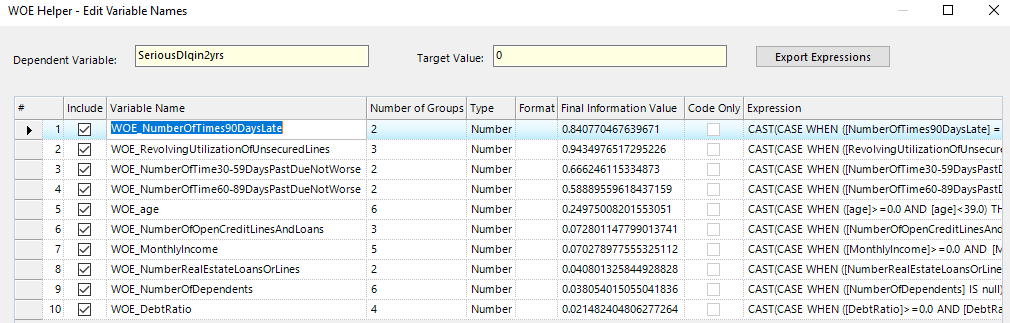 WOE Helper - Edit Variable Names
Dependent Variable: SeriousDlqin2yrs Target Value: 0 Export Expressions
# Include Variable Name Number of Groups Type Format Final Information Value Code Only Expression
1 WOE_NumberOfTimes90DaysLate 2 Number 0.840770467639671 CAST(CASE WHEN ([NumberOfTimes90DaysLate] =
2 WOE_RevolvingUtilizationOfUnsecuredLines 3 Number 0.9434976517295226 CAST(CASE WHEN ([RevolvingUtilizationOfUnsecured
3 WOE_NumberOfTime30-59DaysPastDueNotWorse 2 Number 0.666246115334873 CAST(CASE WHEN ([NumberOfTime30-59DaysPastD
4 WOE_NumberOfTime60-89DaysPastDueNotWorse 2 Number 0.58889559618437159 CAST(CASE WHEN ([NumberOfTime60-89DaysPastD
5 WOE_age 6 Number 0.24975008201553051 CAST(CASE WHEN ([age]>=0.0 AND [age]<39.0) TH
6 WOE_NumberOfOpenCreditLinesAndLoans 3 Number 0.072801147799013741 CAST(CASE WHEN ([NumberOfOpenCreditLinesAnd
7 WOE_MonthlyIncome 5 Number 0.070278977555325112 CAST(CASE WHEN ([MonthlyIncome]>=0.0 AND [M
8 WOE_NumberRealEstateLoansOrLines 2 Number 0.040801325844928828 CAST(CASE WHEN ([NumberRealEstateLoansOrLine
9 WOE_NumberOfDependents 6 Number 0.038054015055041836 CAST(CASE WHEN ([NumberOfDependents] IS null)
10 WOE_DebtRatio 4 Number 0.021482404806277264 CAST(CASE WHEN ([DebtRatio]>=0.0 AND [DebtRa